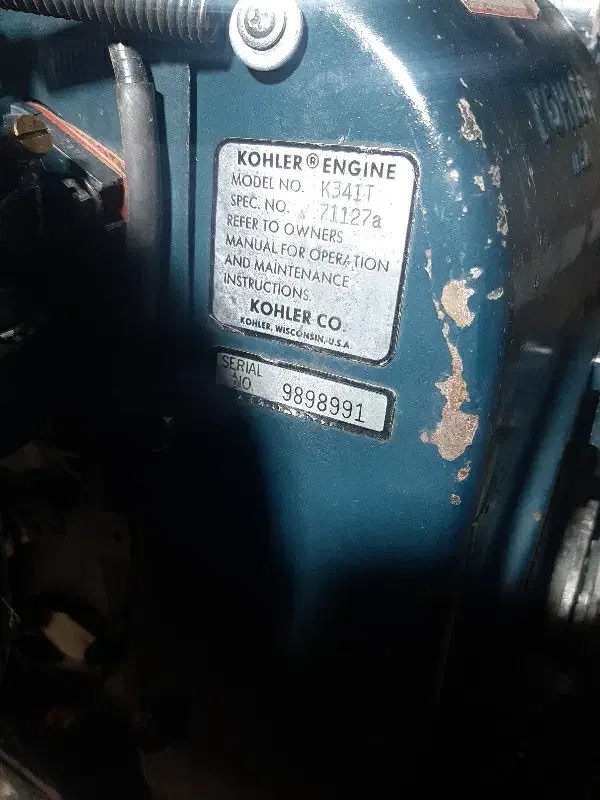 KOHLER® ENGINE
MODEL NO. K341T
SPEC. NO. 71127a
REFER TO OWNERS
MANUAL FOR OPERATION
AND MAINTENANCE
INSTRUCTIONS.
KOHLER CO.
KOHLER, WISCONSIN, U.S.A.
SERIAL
NO. 9898991